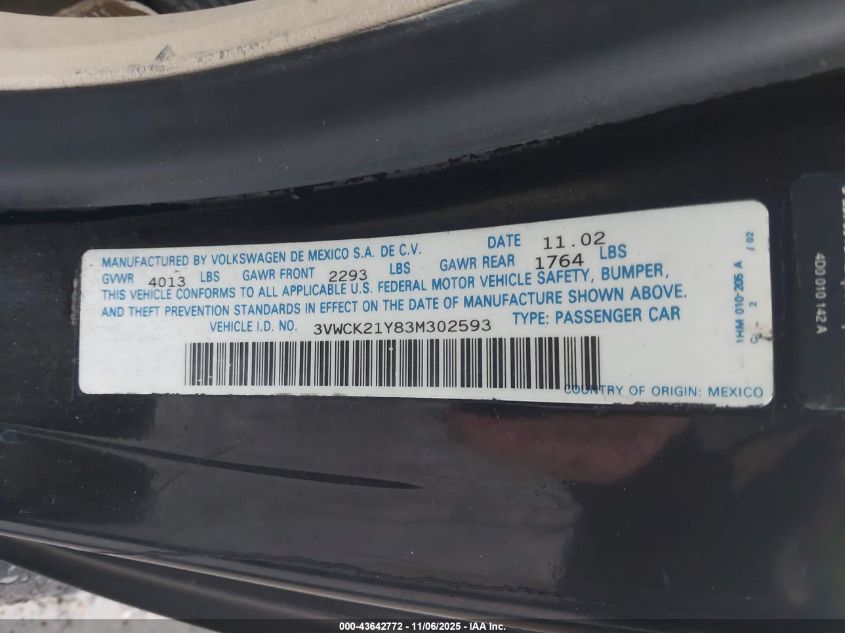 MANUFACTURED BY VOLKSWAGEN DE MEXICO S.A. DE C.V. DATE 11.02
GVWR 4013 LBS GAWR FRONT 2293 LBS GAWR REAR 1764 LBS
THIS VEHICLE CONFORMS TO ALL APPLICABLE U.S. FEDERAL MOTOR VEHICLE SAFETY, BUMPER,
AND THEFT PREVENTION STANDARDS IN EFFECT ON THE DATE OF MANUFACTURE SHOWN ABOVE.
VEHICLE I.D. NO. 3VWCK21Y83M302593 TYPE: PASSENGER CAR
COUNTRY OF ORIGIN: MEXICO
1HM 010·205 A / 02
4D0 010 142 A
000-43642772 - 11/06/2025 - IAA Inc.